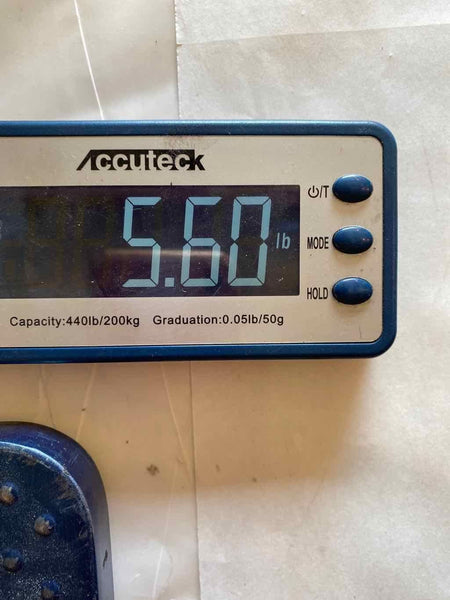 Accuteck
⏻/T
5.60 lb
MODE
HOLD
Capacity:440lb/200kg Graduation:0.05lb/50g